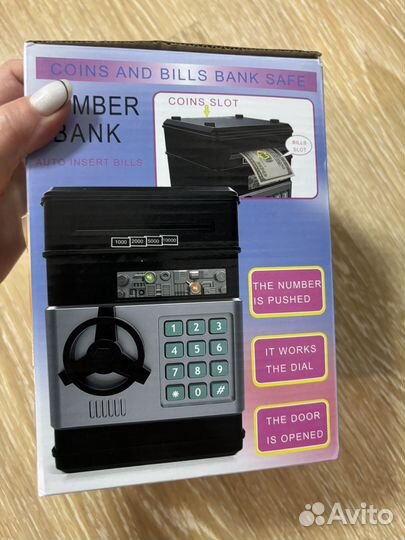 COINS AND BILLS BANK SAFE
UMBER
BANK
AUTO INSERT BILLS
COINS SLOT
BILLS
SLOT
1000 2000 5000 10000
THE NUMBER
IS PUSHED
1 2 3
4 5 6
7 8 9
* 0 #
IT WORKS
THE DIAL
THE DOOR
IS OPENED
Avito